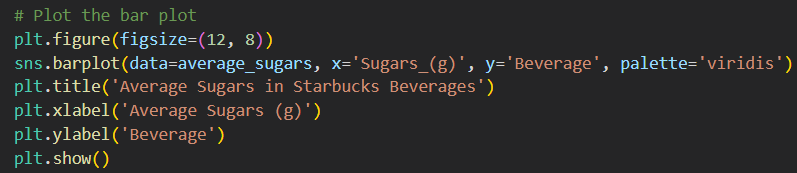 # Plot the bar plot
plt.figure(figsize=(12, 8))
sns.barplot(data=average_sugars, x='Sugars_(g)', y='Beverage', palette='viridis')
plt.title('Average Sugars in Starbucks Beverages')
plt.xlabel('Average Sugars (g)')
plt.ylabel('Beverage')
plt.show()